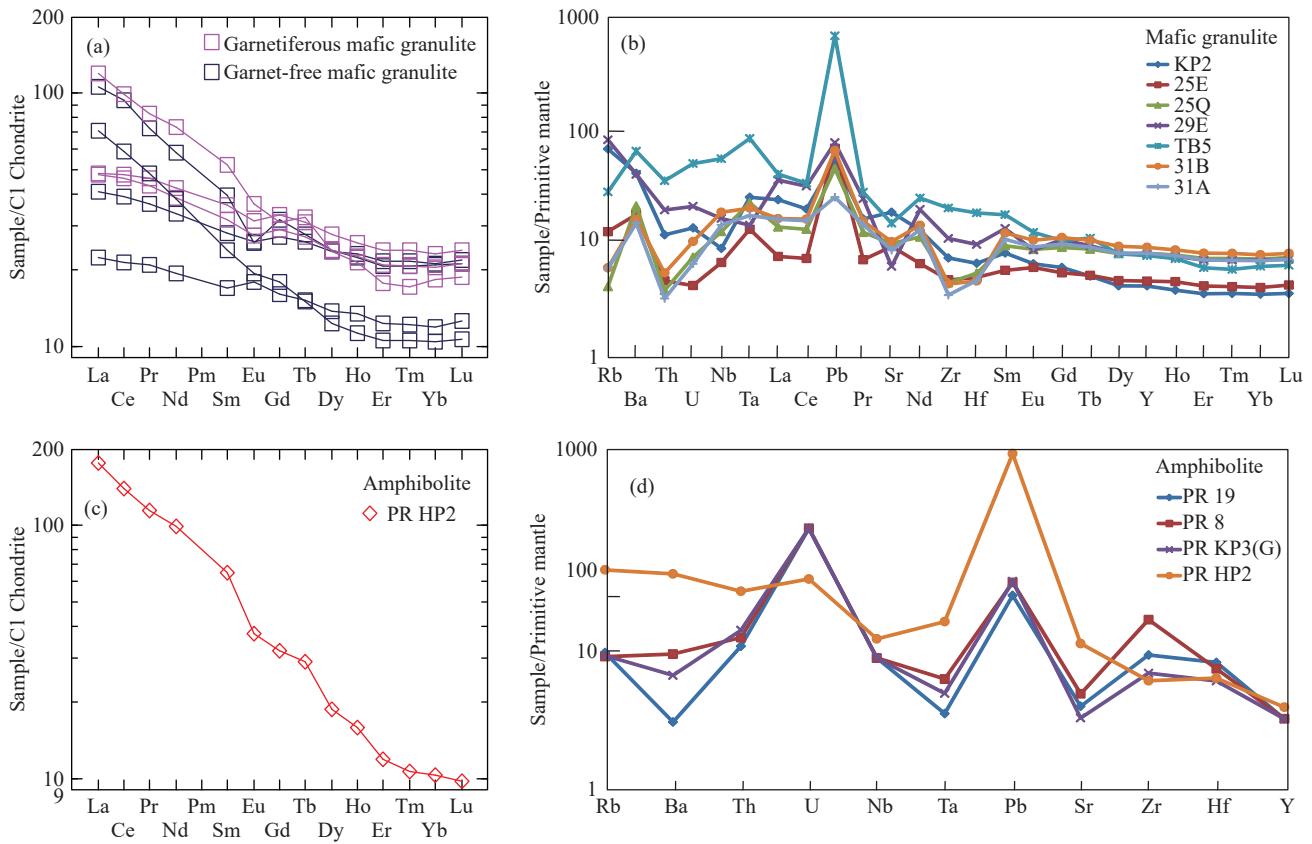 200
(a)
Garnetiferous mafic granulite
Garnet-free mafic granulite
100
10
Sample/C1 Chondrite
La Pr Pm Eu Tb Ho Tm Lu
Ce Nd Sm Gd Dy Er Yb
1000
(b)
Mafic granulite
KP2
25E
25Q
29E
TB5
31B
31A
100
10
1
Sample/Primitive mantle
Rb Th Nb La Pb Sr Zr Sm Gd Dy Ho Tm Lu
Ba U Ta Ce Pr Nd Hf Eu Tb Y Er Yb
200
(c)
Amphibolite
PR HP2
100
10
9
Sample/C1 Chondrite
La Pr Pm Eu Tb Ho Tm Lu
Ce Nd Sm Gd Dy Er Yb
1000
(d)
Amphibolite
PR 19
PR 8
PR KP3(G)
PR HP2
100
10
1
Sample/Primitive mantle
Rb Ba Th U Nb Ta Pb Sr Zr Hf Y